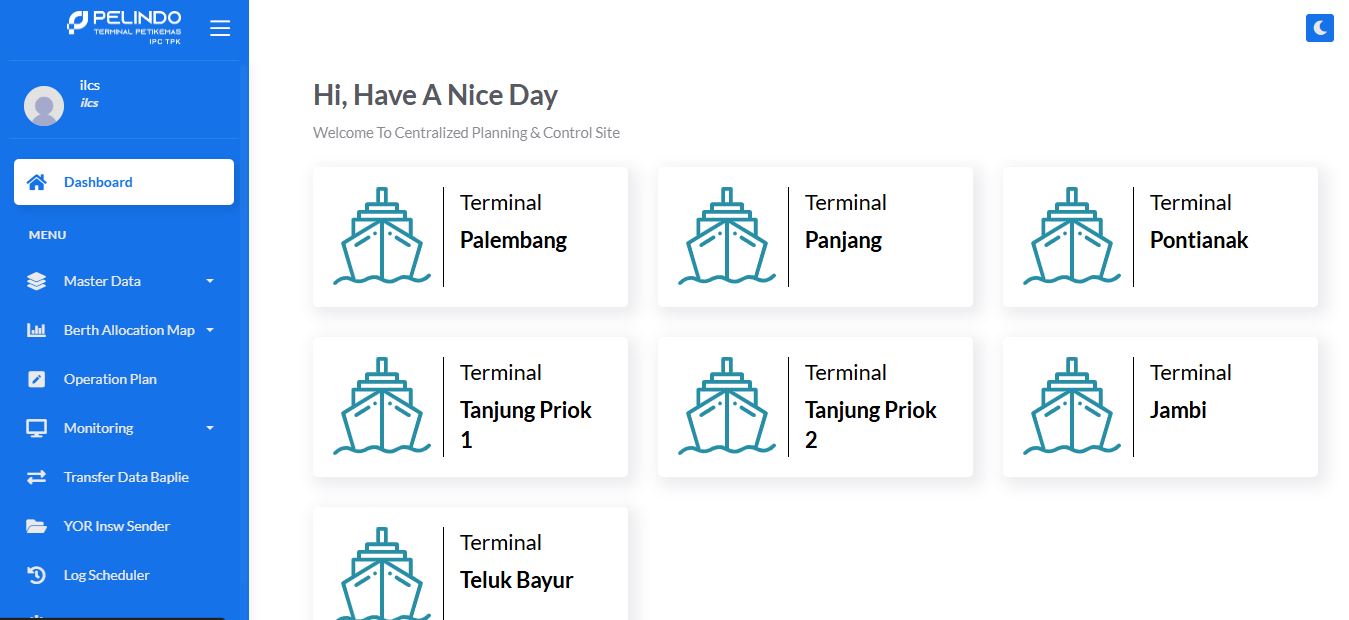 PELINDO
TERMINAL PETIKEMAS
IPC TPK
ilcs
ilcs
Dashboard
MENU
Master Data
Berth Allocation Map
Operation Plan
Monitoring
Transfer Data Baplie
YOR Insw Sender
Log Scheduler
Hi, Have A Nice Day
Welcome To Centralized Planning & Control Site
Terminal
Palembang
Terminal
Panjang
Terminal
Pontianak
Terminal
Tanjung Priok
1
Terminal
Tanjung Priok
2
Terminal
Jambi
Terminal
Teluk Bayur